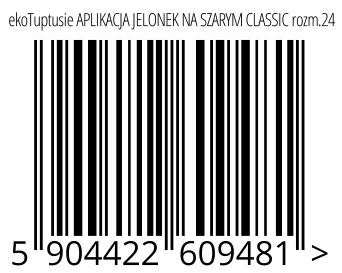 ekoTuptusie APLIKACJA JELONEK NA SZARYM CLASSIC rozm.24
5 904422 609481 >